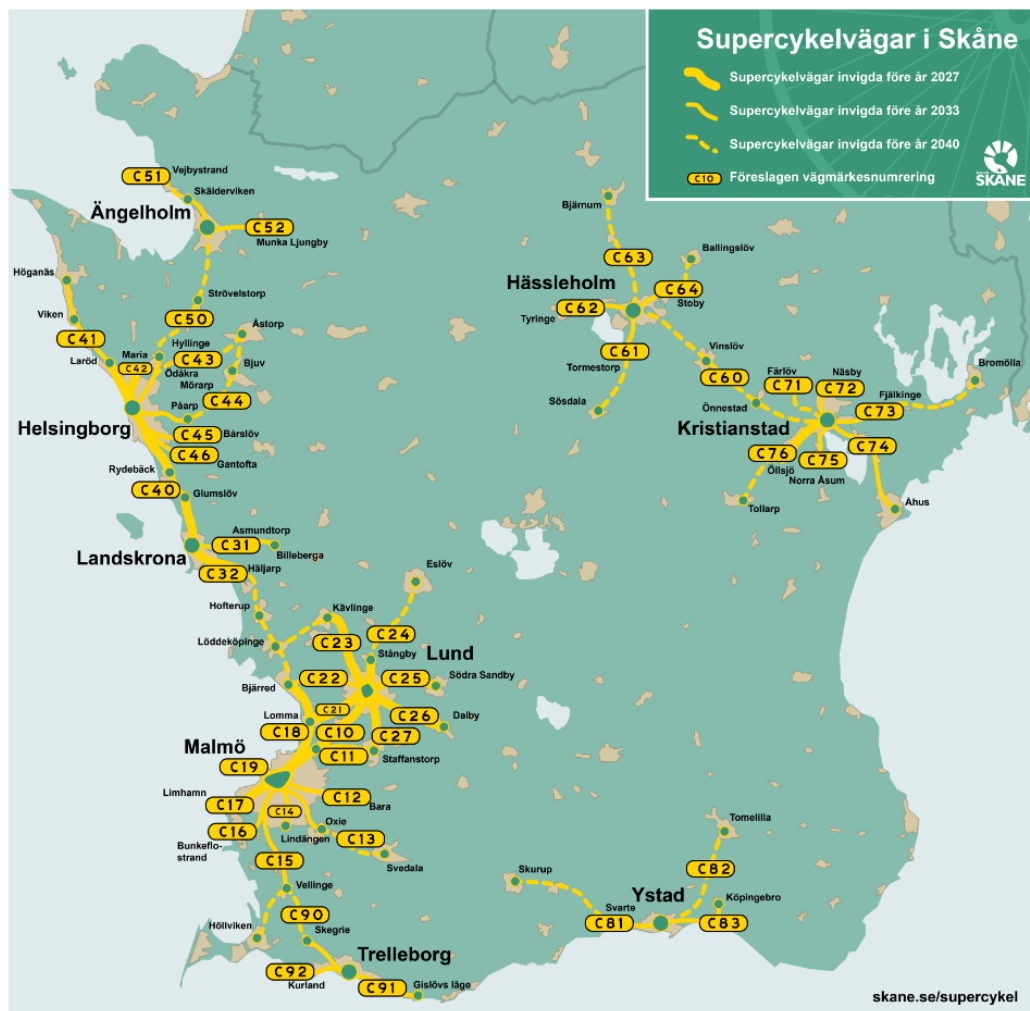 Supercykelvägar i Skåne
Supercykelvägar invigda före år 2027
Supercykelvägar invigda före år 2033
Supercykelvägar invigda före år 2040
C10 Föreslagen vägmärkesnumrering
SKÅNE
C51
Vejbystrand
Skälderviken
Ängelholm
C52
Munka Ljungby
Höganäs
Strövelstorp
Viken
C50
Åstorp
C41
Hyllinge
Maria
C43
Laröd
C42
Ödåkra
Bjuv
Mörarp
C44
Påarp
Helsingborg
C45
Bårslöv
C46
Gantofta
Rydebäck
C40
Glumslöv
Asmundtorp
C31
Landskrona
Billeberga
C32
Häljarp
Hofterup
Löddeköpinge
Kävlinge
Eslöv
C23
C24
Stångby
Lund
Bjärred
C22
C25
Södra Sandby
Lomma
C21
C26
Dalby
C18
C10
C27
Malmö
C11
Staffanstorp
C19
Limhamn
C17
C12
Bara
C14
C16
Oxie
Bunkeflo-
strand
Lindängen
C13
C15
Svedala
Vellinge
C90
Höllviken
Skegrie
Trelleborg
C92
Kurland
C91
Gislövs läge
Bjärnum
Ballingslöv
C63
Hässleholm
C64
Stoby
C62
Tyringe
C61
Tormestorp
Vinslöv
Sösdala
C60
Färlöv
C71
Näsby
C72
Bromölla
Fjälkinge
Önnestad
C73
Kristianstad
C74
C76
C75
Öllsjö
Norra Åsum
Tollarp
Åhus
Tomelilla
C82
Skurup
Ystad
Köpingebro
Svarte
C81
C83
skane.se/supercykel